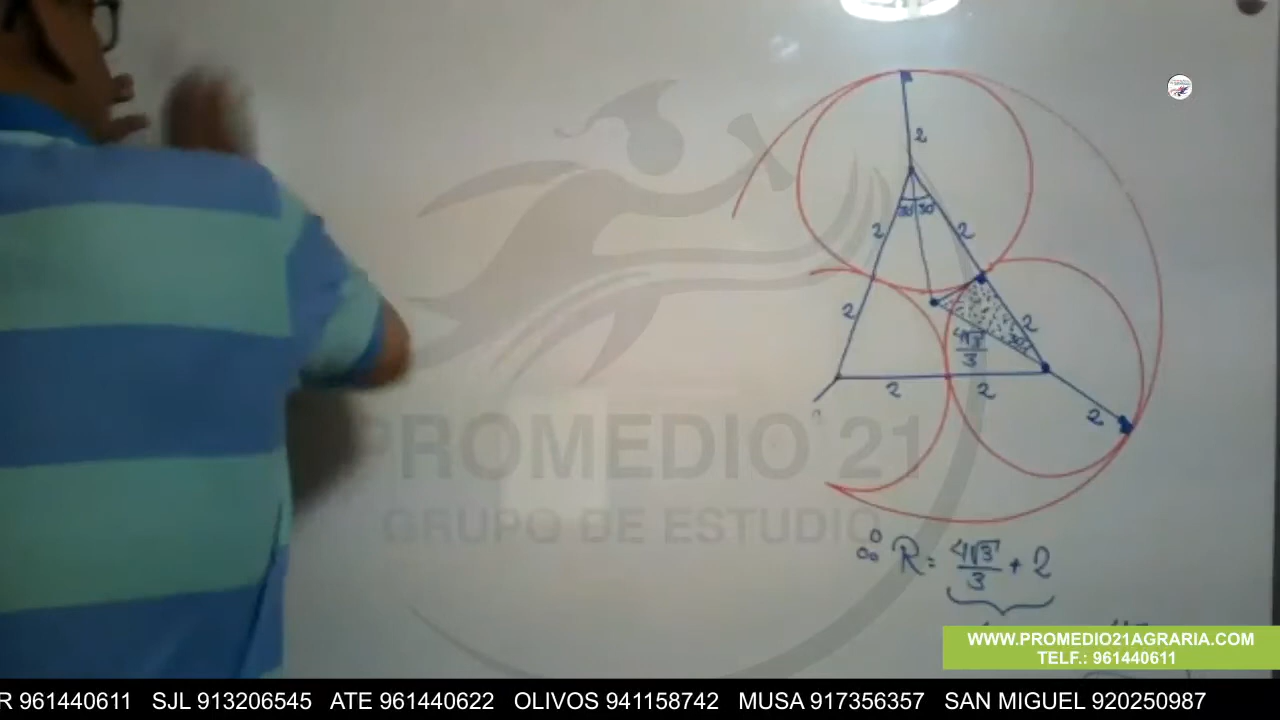 2
30 30
2 2
2 2
30
4√3/3
2 2
2
∴ R = 4√3/3 + 2
PROMEDIO 21
GRUPO DE ESTUDIO
WWW.PROMEDIO21AGRARIA.COM
TELF.: 961440611
R 961440611 SJL 913206545 ATE 961440622 OLIVOS 941158742 MUSA 917356357 SAN MIGUEL 920250987